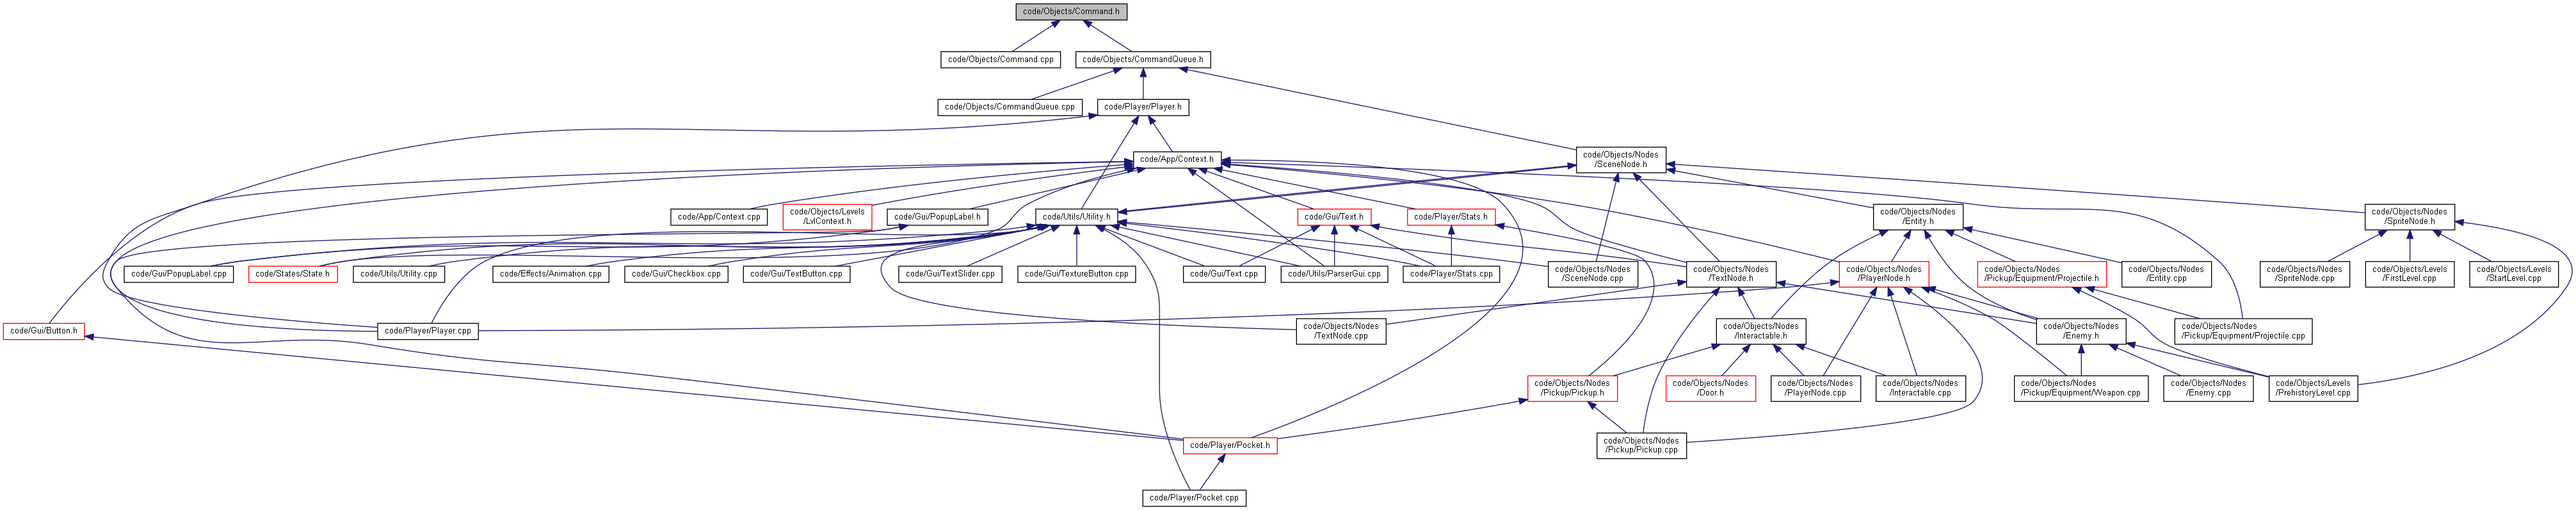 code/Objects/Command.h
code/Objects/Command.cpp
code/Objects/CommandQueue.h
code/Objects/CommandQueue.cpp
code/Player/Player.h
code/App/Context.h
code/Objects/Nodes
/SceneNode.h
code/App/Context.cpp
code/Objects/Levels
/LvlContext.h
code/Gui/PopupLabel.h
code/Utils/Utility.h
code/Gui/Text.h
code/Player/Stats.h
code/Objects/Nodes
/Entity.h
code/Objects/Nodes
/SpriteNode.h
code/Gui/PopupLabel.cpp
code/States/State.h
code/Utils/Utility.cpp
code/Effects/Animation.cpp
code/Gui/Checkbox.cpp
code/Gui/TextButton.cpp
code/Gui/TextSlider.cpp
code/Gui/TextureButton.cpp
code/Gui/Text.cpp
code/Utils/ParserGui.cpp
code/Player/Stats.cpp
code/Objects/Nodes
/SceneNode.cpp
code/Objects/Nodes
/TextNode.h
code/Objects/Nodes
/PlayerNode.h
code/Objects/Nodes
/Pickup/Equipment/Projectile.h
code/Objects/Nodes
/Entity.cpp
code/Objects/Nodes
/SpriteNode.cpp
code/Objects/Levels
/FirstLevel.cpp
code/Objects/Levels
/StartLevel.cpp
code/Gui/Button.h
code/Player/Player.cpp
code/Objects/Nodes
/TextNode.cpp
code/Objects/Nodes
/Interactable.h
code/Objects/Nodes
/Enemy.h
code/Objects/Nodes
/Pickup/Equipment/Projectile.cpp
code/Objects/Nodes
/Pickup/Pickup.h
code/Objects/Nodes
/Door.h
code/Objects/Nodes
/PlayerNode.cpp
code/Objects/Nodes
/Interactable.cpp
code/Objects/Nodes
/Pickup/Equipment/Weapon.cpp
code/Objects/Nodes
/Enemy.cpp
code/Objects/Levels
/PrehistoryLevel.cpp
code/Player/Pocket.h
code/Objects/Nodes
/Pickup/Pickup.cpp
code/Player/Pocket.cpp